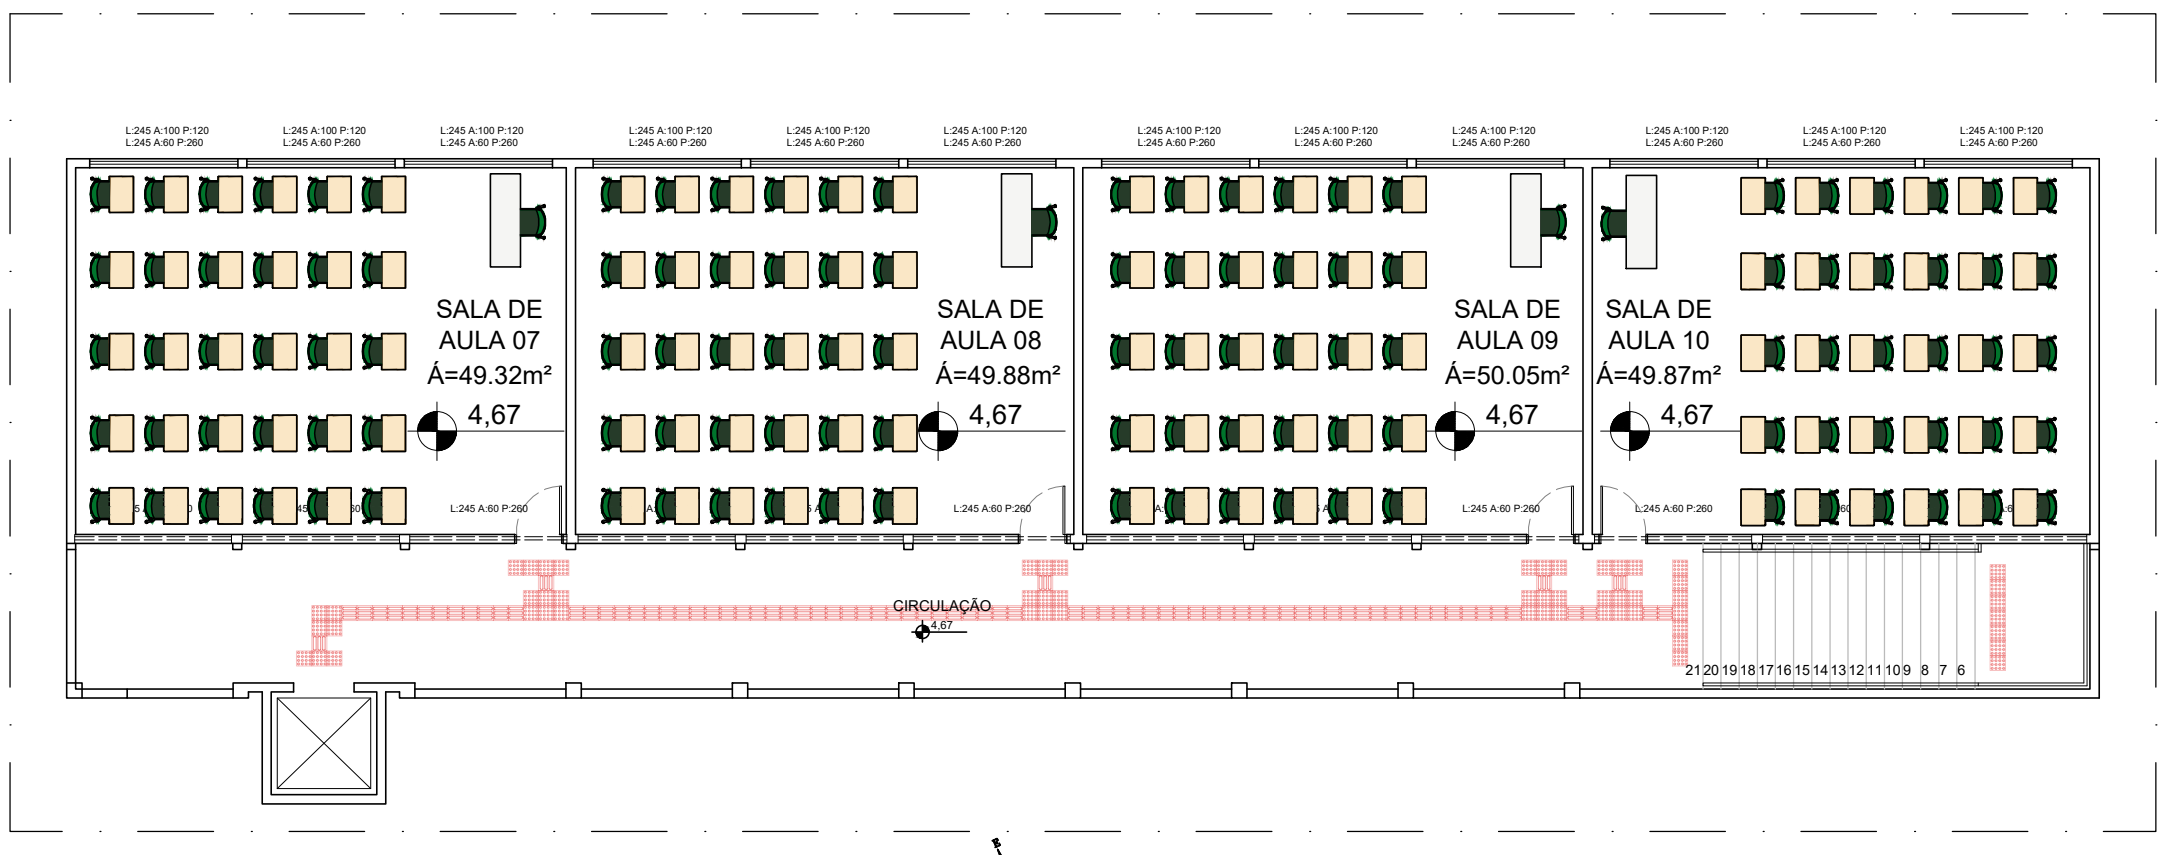 L:245 A:100 P:120
L:245 A:60 P:260
L:245 A:100 P:120
L:245 A:60 P:260
L:245 A:100 P:120
L:245 A:60 P:260
L:245 A:100 P:120
L:245 A:60 P:260
L:245 A:100 P:120
L:245 A:60 P:260
L:245 A:100 P:120
L:245 A:60 P:260
L:245 A:100 P:120
L:245 A:60 P:260
L:245 A:100 P:120
L:245 A:60 P:260
L:245 A:100 P:120
L:245 A:60 P:260
L:245 A:100 P:120
L:245 A:60 P:260
L:245 A:100 P:120
L:245 A:60 P:260
L:245 A:100 P:120
L:245 A:60 P:260
SALA DE
AULA 07
Á=49.32m²
4,67
SALA DE
AULA 08
Á=49.88m²
4,67
SALA DE
AULA 09
Á=50.05m²
4,67
SALA DE
AULA 10
Á=49.87m²
4,67
L:245 A:60 P:260
L:245 A:60 P:260
L:245 A:60 P:260
L:245 A:60 P:260
CIRCULAÇÃO
4,67
21 20 19 18 17 16 15 14 13 12 11 10 9 8 7 6